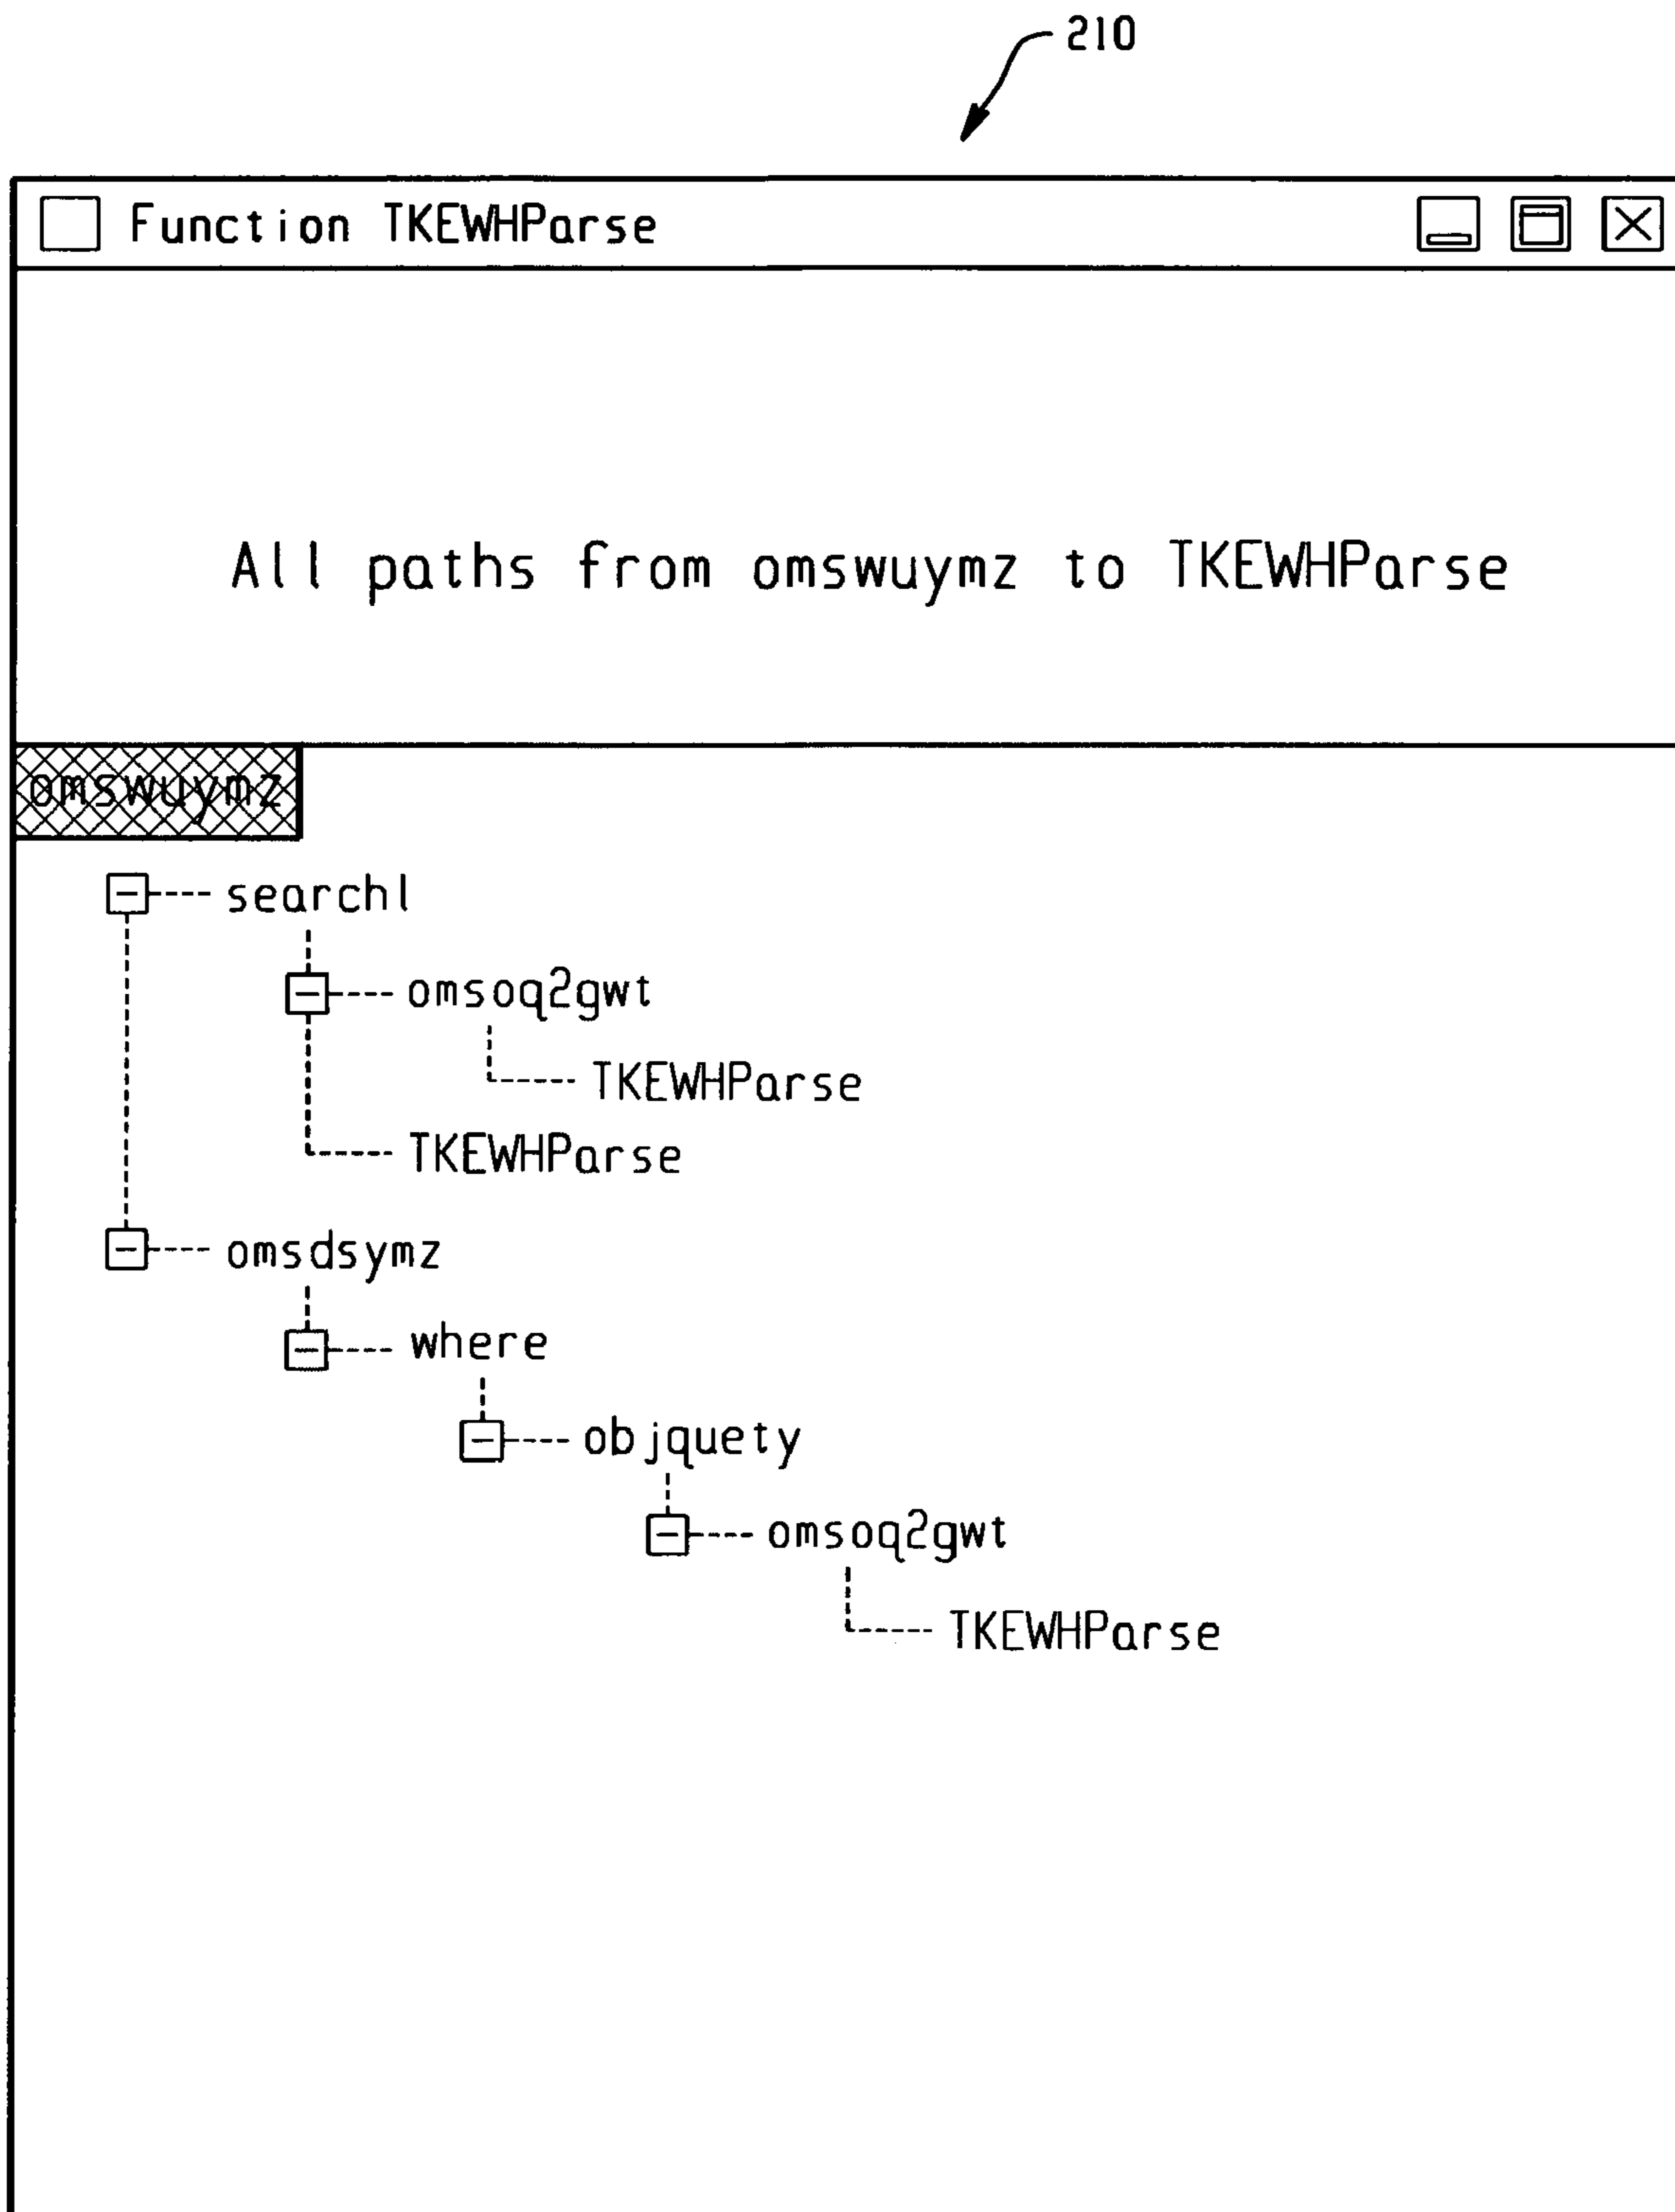 210
Function TKEWHParse
All paths from omswuymz to TKEWHParse
omswuymz
searchl
omsoq2gwt
TKEWHParse
TKEWHParse
omsdsymz
where
objquety
omsoq2gwt
TKEWHParse